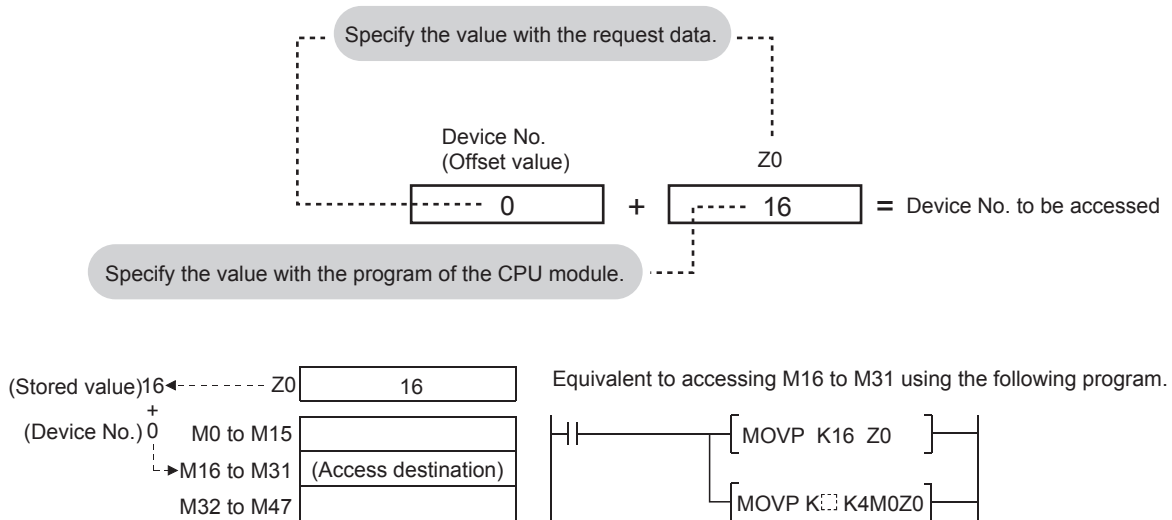 Specify the value with the request data.
Device No.
(Offset value)
Z0
0 + 16 = Device No. to be accessed
Specify the value with the program of the CPU module.
(Stored value)16 Z0 16
+
(Device No.) 0
M0 to M15
M16 to M31 (Access destination)
M32 to M47
Equivalent to accessing M16 to M31 using the following program.
MOVP K16 Z0
MOVP K K4M0Z0